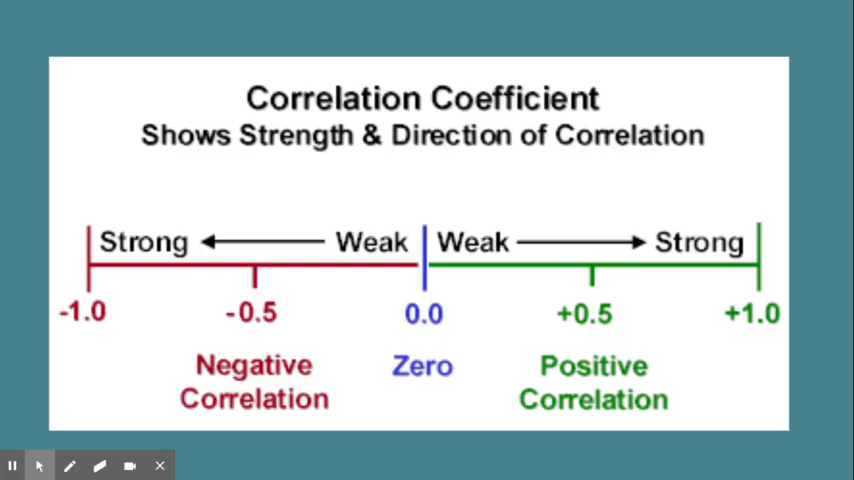 Correlation Coefficient
Shows Strength & Direction of Correlation
Strong Weak Weak Strong
-1.0 -0.5 0.0 +0.5 +1.0
Negative Zero Positive
Correlation Correlation